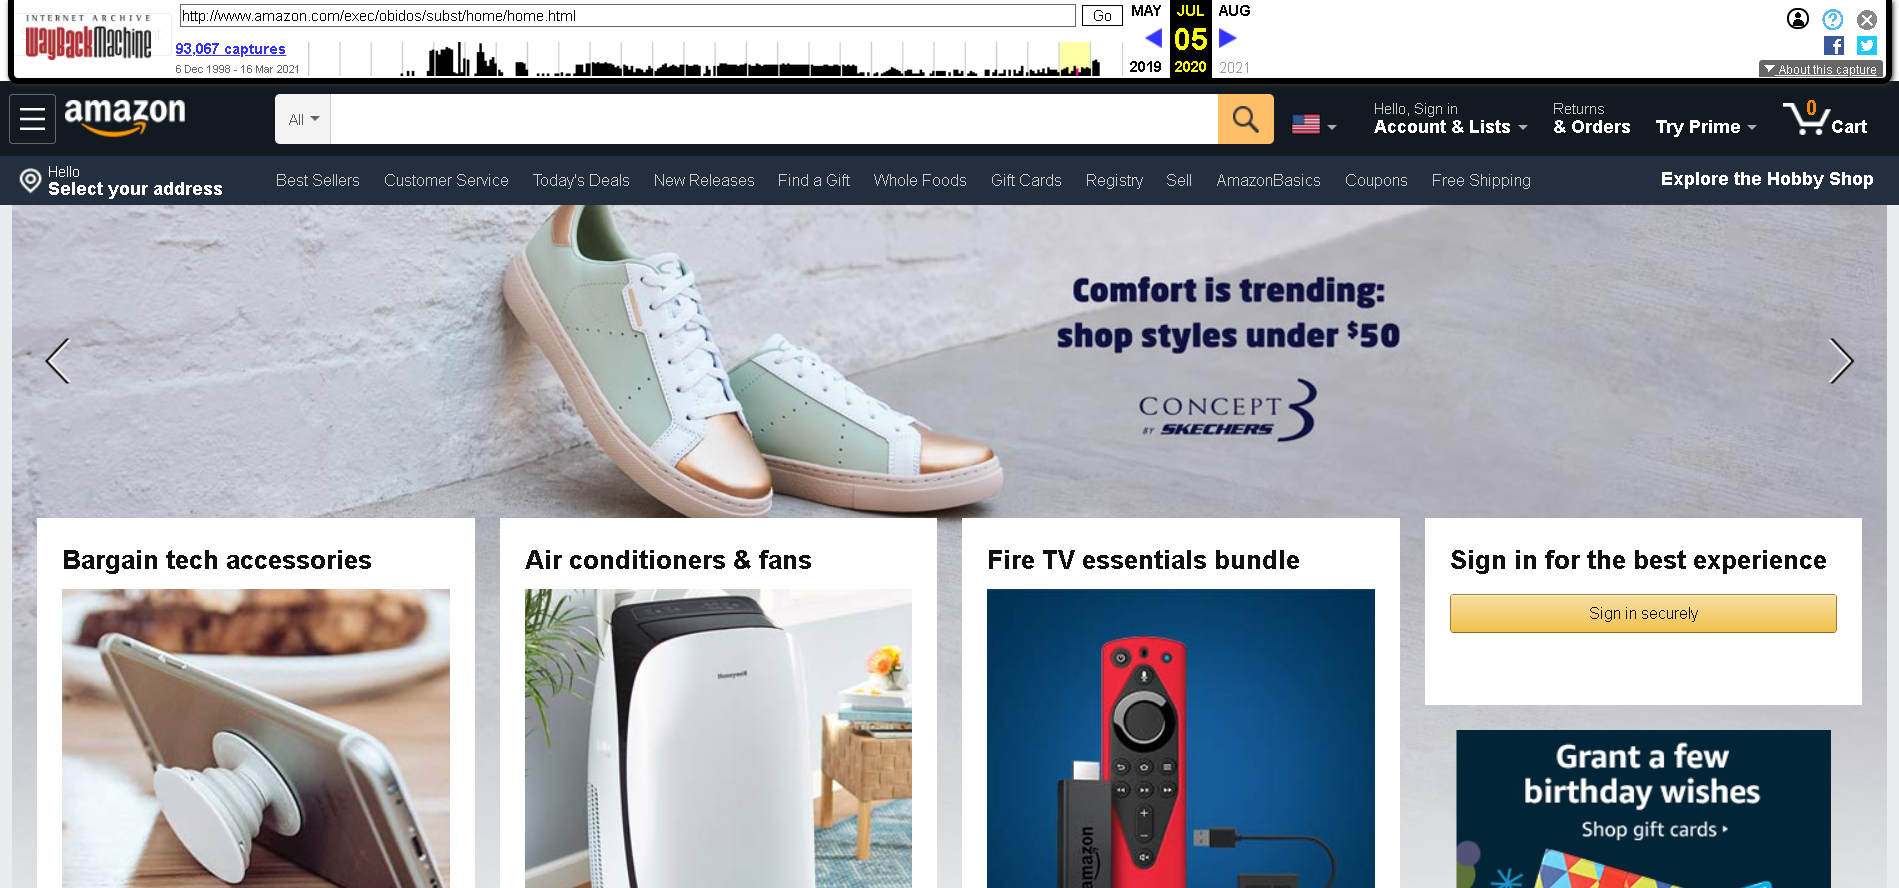 INTERNET ARCHIVE
WayBackMachine
http://www.amazon.com/exec/obidos/subst/home/home.html
Go
93,067 captures
6 Dec 1998 - 16 Mar 2021
MAY
JUL
AUG
05
2019
2020
2021
About this capture
amazon
All
Hello, Sign in
Account & Lists
Returns
& Orders
Try Prime
0
Cart
Hello
Select your address
Best Sellers
Customer Service
Today's Deals
New Releases
Find a Gift
Whole Foods
Gift Cards
Registry
Sell
AmazonBasics
Coupons
Free Shipping
Explore the Hobby Shop
Comfort is trending:
shop styles under $50
CONCEPT 3
BY SKECHERS
Bargain tech accessories
Air conditioners & fans
Fire TV essentials bundle
Sign in for the best experience
Sign in securely
Honeywell
amazon
Grant a few
birthday wishes
Shop gift cards